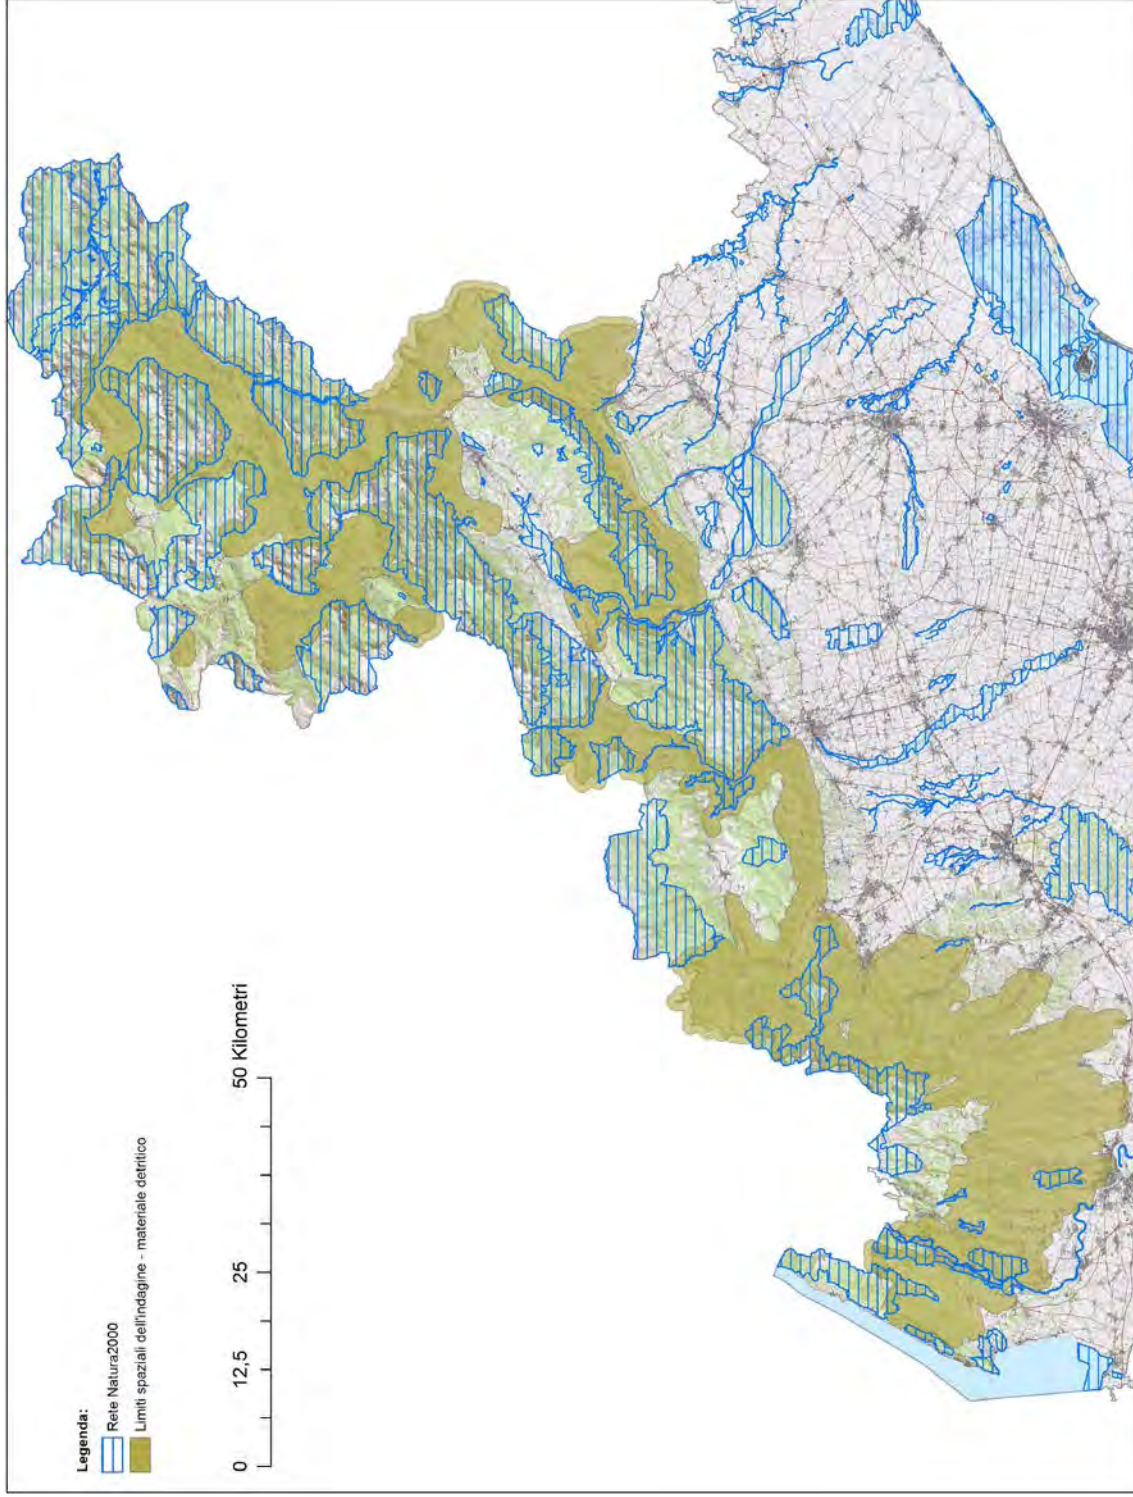 Legenda:
Rete Natura2000
Limiti spaziali dell'indagine - materiale detritico
0 12,5 25 50 Kilometri